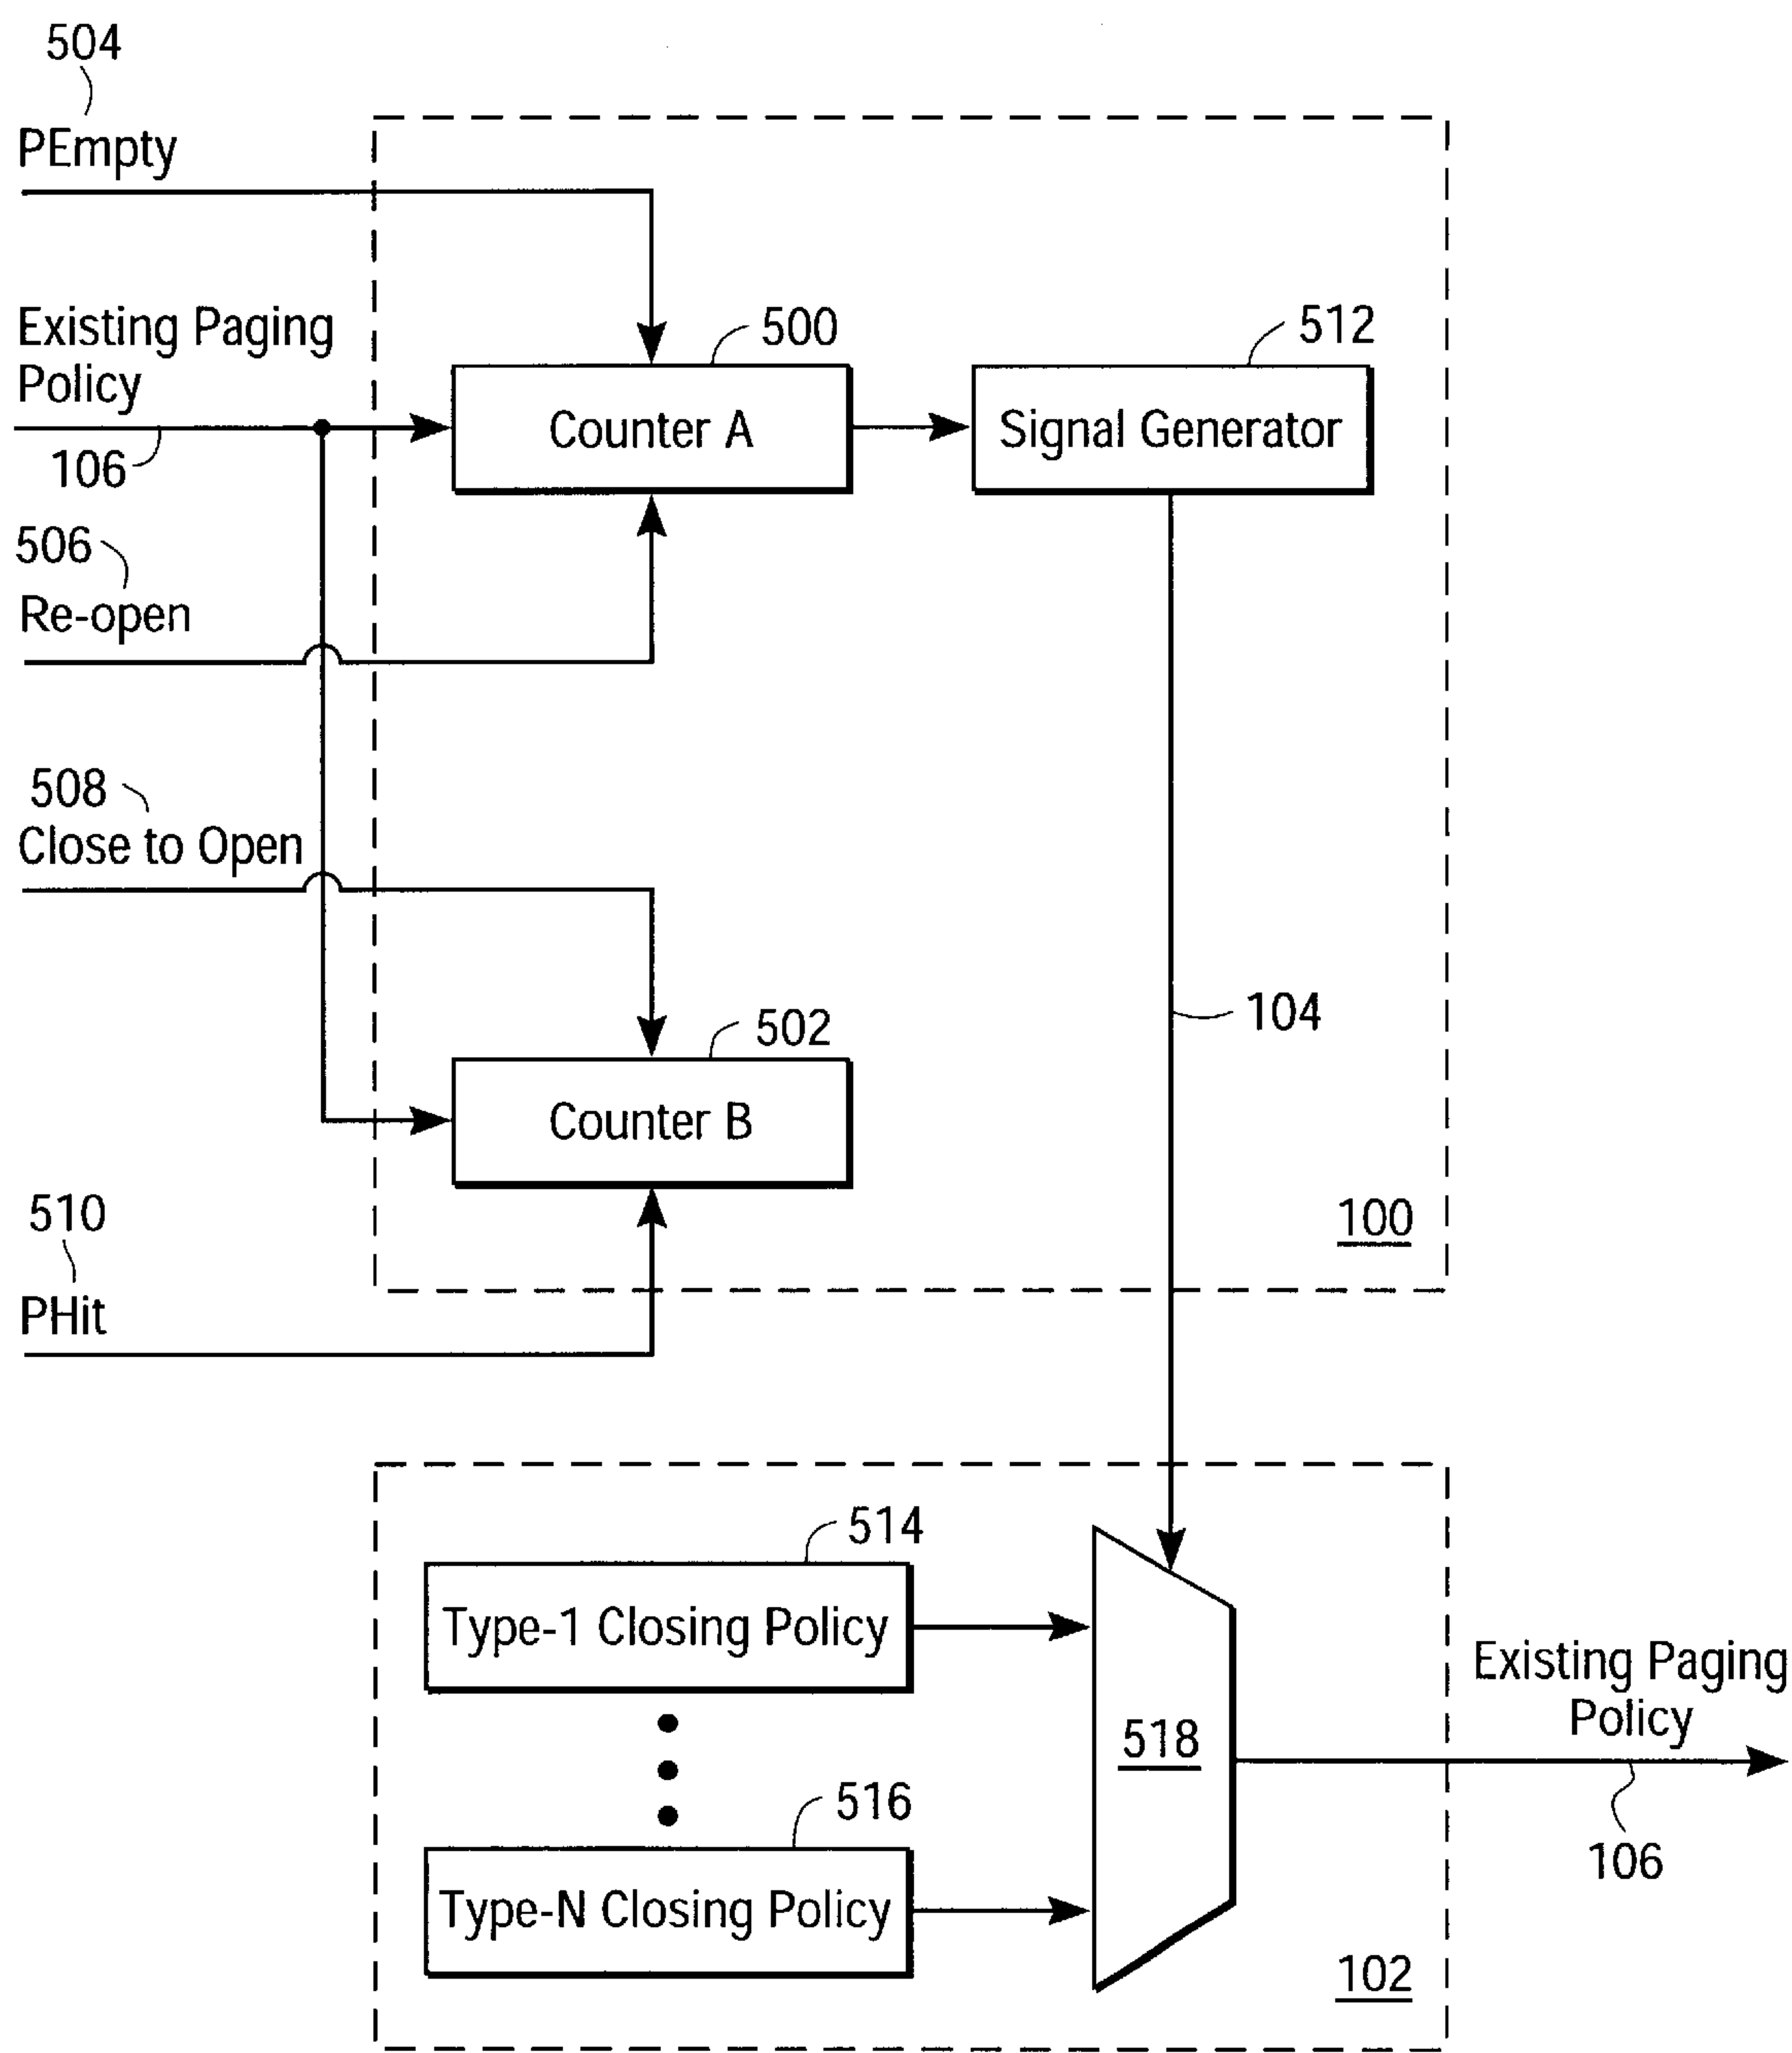 504
PEmpty
Existing Paging
Policy
106
500
Counter A
512
Signal Generator
506
Re-open
508
Close to Open
104
502
Counter B
510
PHit
100
514
Type-1 Closing Policy
518
Existing Paging
Policy
106
516
Type-N Closing Policy
102